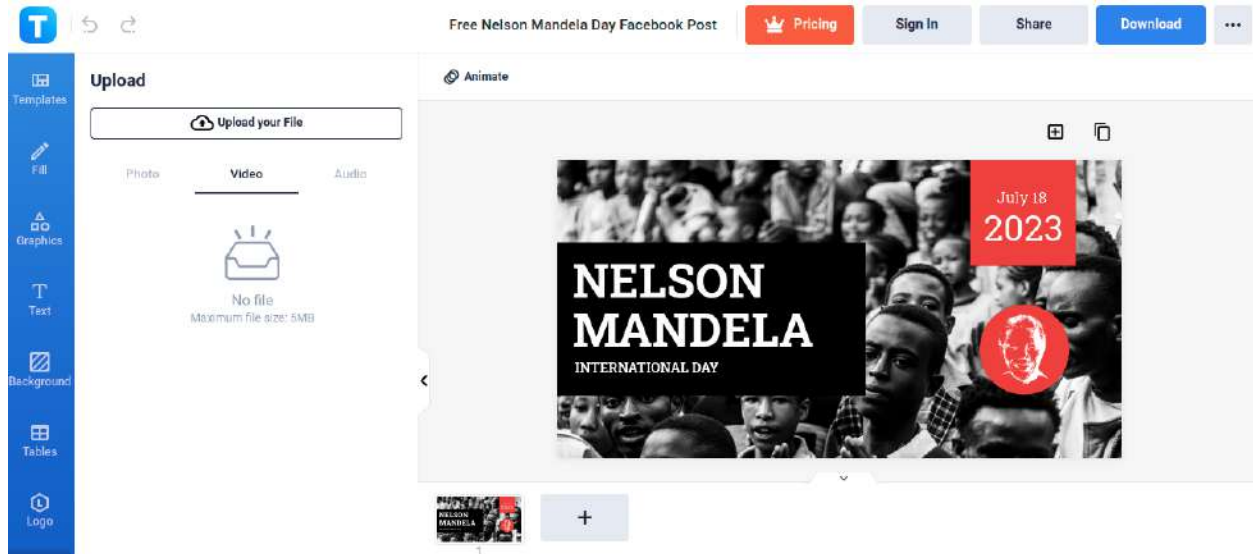 T
Free Nelson Mandela Day Facebook Post
Pricing
Sign In
Share
Download
Templates
Fill
Graphics
T
Text
Background
Tables
L
Logo
Upload
Upload your File
Photo
Video
Audio
No file
Maximum file size: 5MB
Animate
July 18
2023
NELSON
MANDELA
INTERNATIONAL DAY
NELSON
MANDELA
1